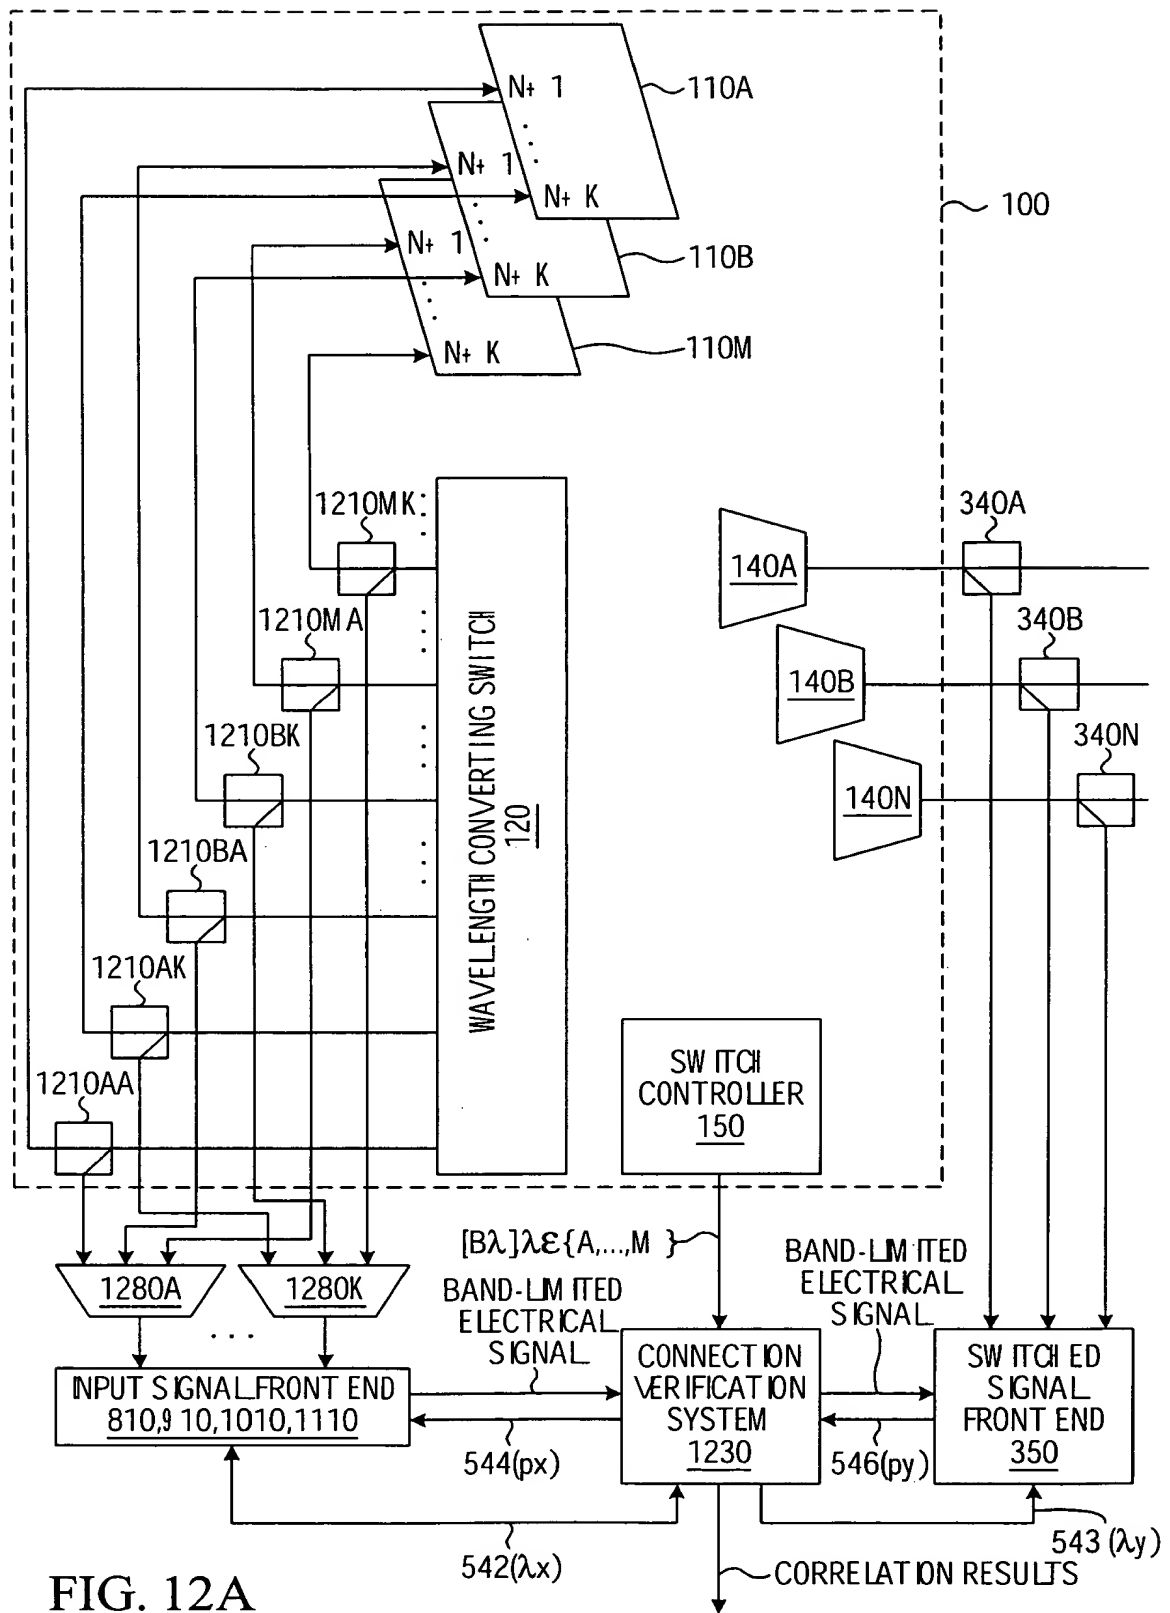 N+ 1
110A
N+ 1
N+ K
100
N+ 1
110B
N+ K
N+ K
110M
1210MK
340A
140A
1210MA
340B
140B
1210BK
340N
140N
1210BA
WAVELENGTH CONVERTING SWITCH
120
1210AK
1210AA
SWITCH
CONTROLLER
150
[Bλ]λε{A,...,M }
BAND-LIMITED
ELECTRICAL
SIGNAL
BAND-LIMITED
ELECTRICAL
SIGNAL
1280A
1280K
. . .
INPUT SIGNAL FRONT END
810,910,1010,1110
CONNECTION
VERIFICATION
SYSTEM
1230
SWITCHED
SIGNAL
FRONT END
350
544(px)
546(py)
542(λx)
543 (λy)
CORRELATION RESULTS
FIG. 12A